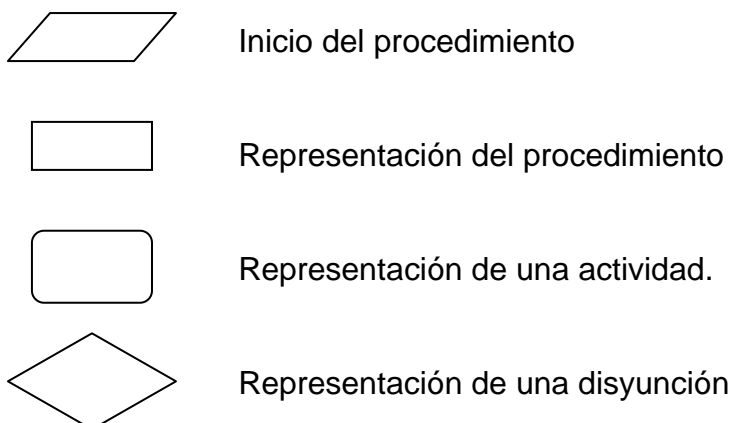 Inicio del procedimiento
Representación del procedimiento
Representación de una actividad.
Representación de una disyunción